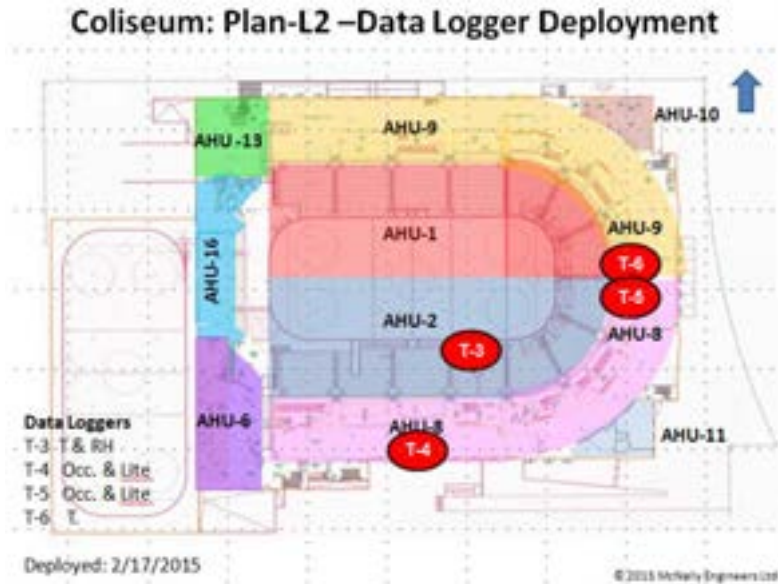 Coliseum: Plan-L2 –Data Logger Deployment
AHU-10
AHU -13
AHU-9
AHU-1
AHU-9
AHU-16
T-6
T-5
AHU-2
AHU-8
T-3
AHU-6
AHU-8
T-4
AHU-11
Data Loggers
T-3 T & RH
T-4 Occ. & Lite
T-5 Occ. & Lite
T-6 T.
Deployed: 2/17/2015
©2015 McNally Engineers Ltd